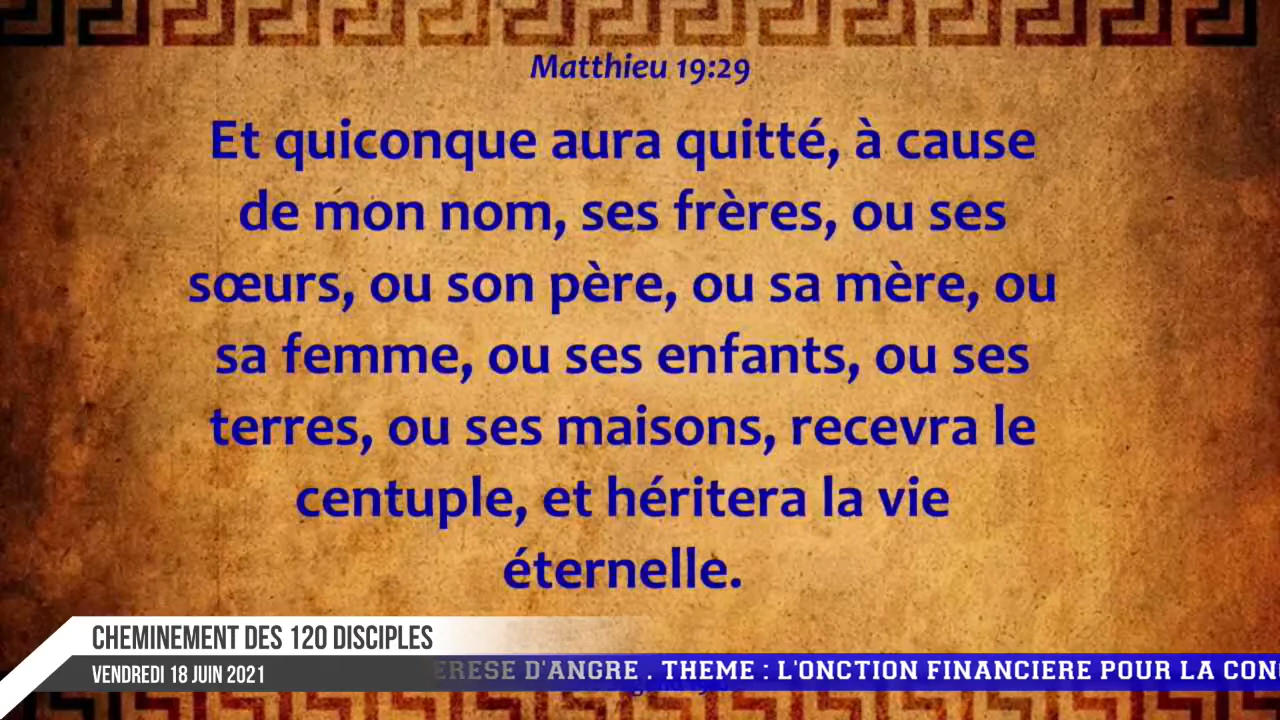 Matthieu 19:29
Et quiconque aura quitté, à cause
de mon nom, ses frères, ou ses
sœurs, ou son père, ou sa mère, ou
sa femme, ou ses enfants, ou ses
terres, ou ses maisons, recevra le
centuple, et héritera la vie
éternelle.
CHEMINEMENT DES 120 DISCIPLES
VENDREDI 18 JUIN 2021
D'ANGRE . THEME : L'ONCTION FINANCIERE POUR LA